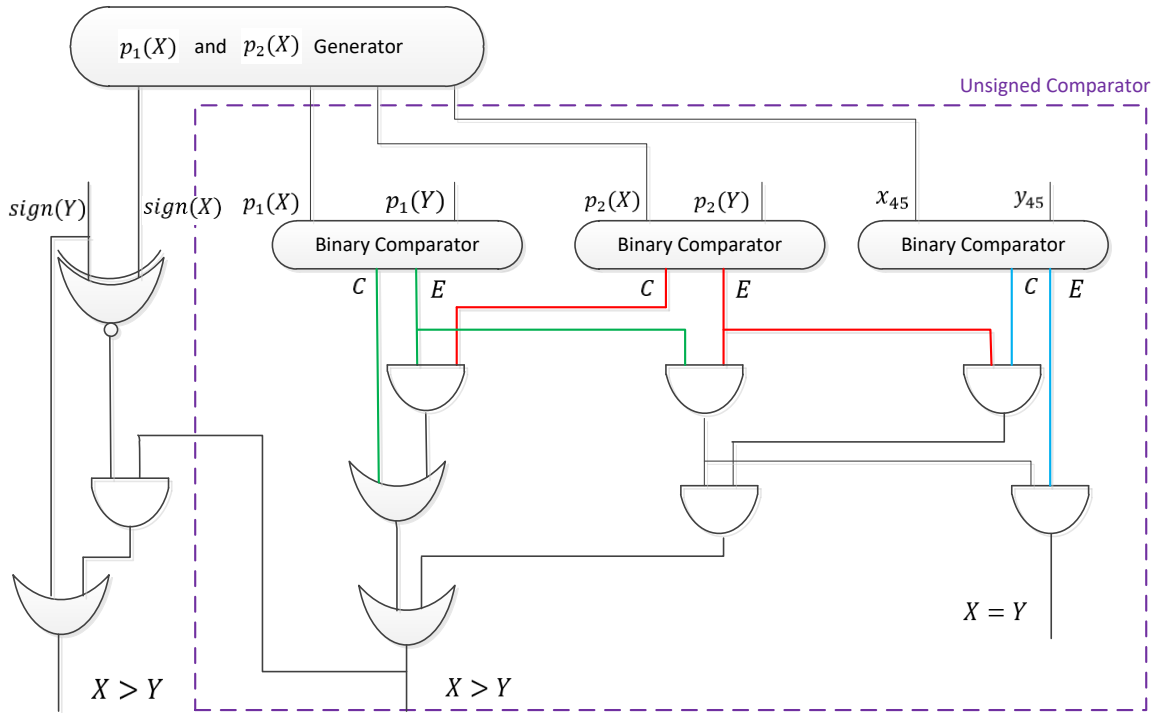 p₁(X) and p₂(X) Generator
Unsigned Comparator
sign(Y) sign(X) p₁(X) p₁(Y) p₂(X) p₂(Y) x₄₅ y₄₅
Binary Comparator Binary Comparator Binary Comparator
C E C E C E
X = Y
X > Y X > Y